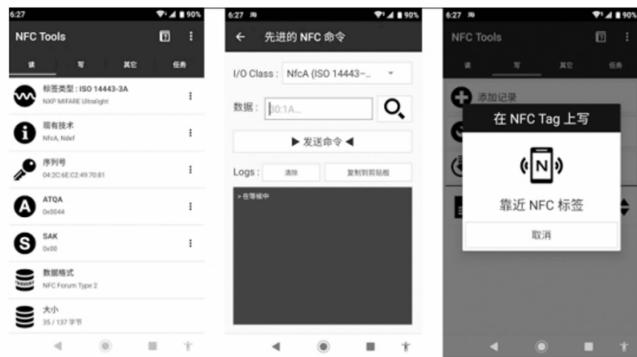 6:27
90%
NFC Tools
读 写 其它 任务
标签类型 : ISO 14443-3A
NXP MIFARE Ultralight
现有技术
NfcA, Ndef
序列号
04:2C:6E:C2:49:70:81
ATQA
0x0044
SAK
0x00
数据格式
NFC Forum Type 2
大小
35 / 137 字节
6:27
90%
先进的 NFC 命令
I/O Class : NfcA (ISO 14443-...
数据 : 30:1A...
▶ 发送命令 ◀
Logs : 清除 复制到剪贴板
> 在等候中
6:27
90%
NFC Tools
读 写 其它 任务
添加记录
在 NFC Tag 上写
N
靠近 NFC 标签
取消